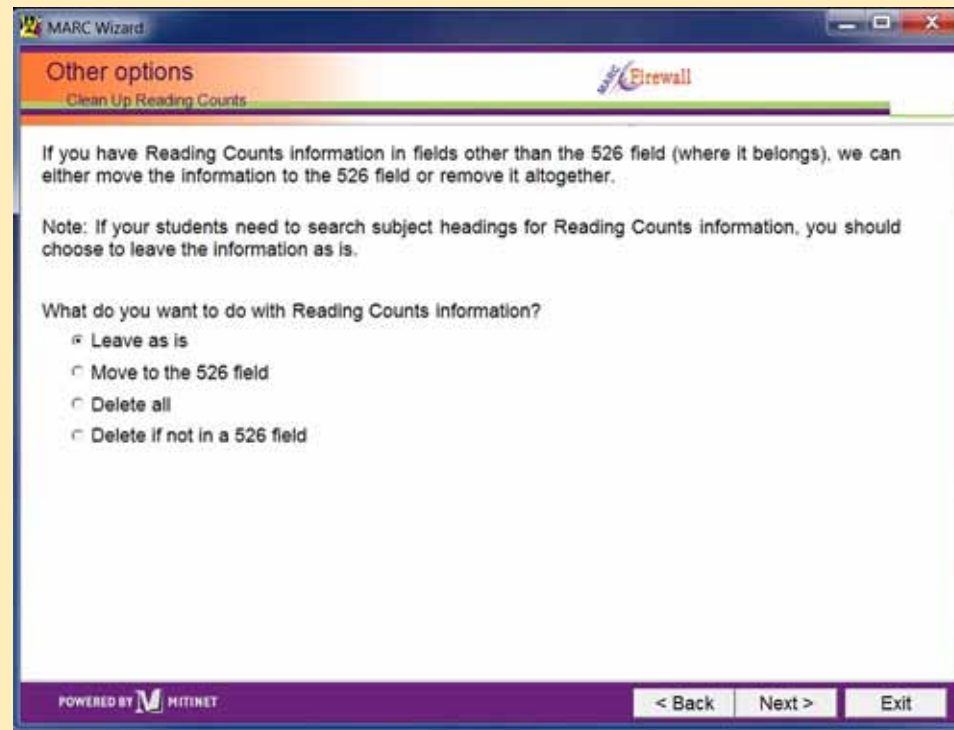 MARC Wizard
Other options
Clean Up Reading Counts
MARC Firewall
If you have Reading Counts information in fields other than the 526 field (where it belongs), we can
either move the information to the 526 field or remove it altogether.
Note: If your students need to search subject headings for Reading Counts information, you should
choose to leave the information as is.
What do you want to do with Reading Counts information?
Leave as is
Move to the 526 field
Delete all
Delete if not in a 526 field
POWERED BY M MITINET
< Back Next > Exit